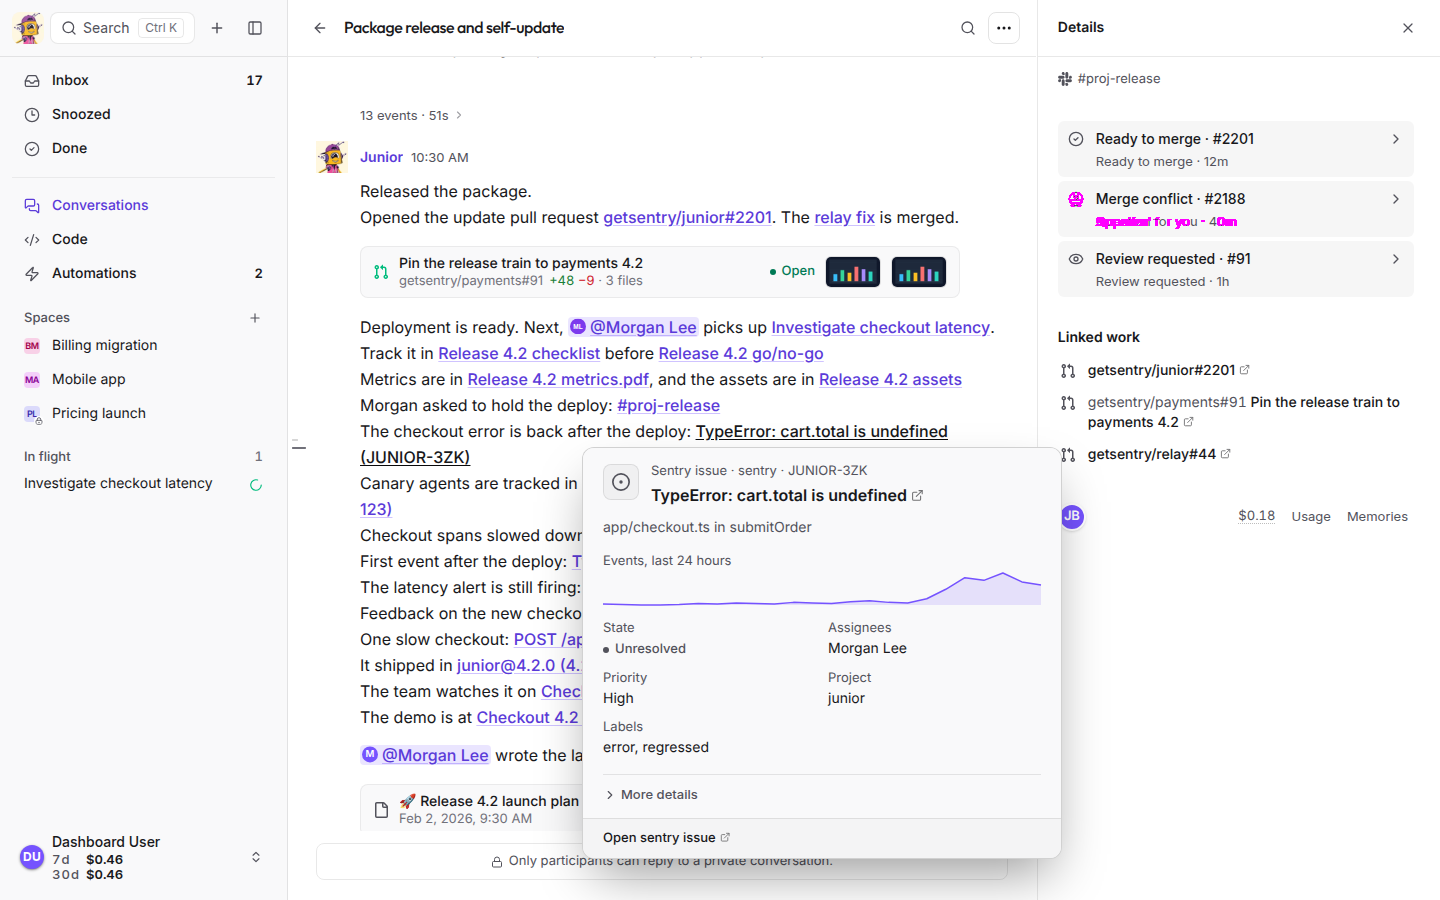 Search
Ctrl K
Inbox
17
Snoozed
Done
Conversations
Code
Automations
2
Spaces
BM
Billing migration
MA
Mobile app
PL
Pricing launch
In flight
1
Investigate checkout latency
DU
Dashboard User
7d $0.46
30d $0.46
Package release and self-update
13 events · 51s
Junior 10:30 AM
Released the package.
Opened the update pull request getsentry/junior#2201. The relay fix is merged.
Pin the release train to payments 4.2
getsentry/payments#91 +48 −9 · 3 files
Open
Deployment is ready. Next, ML @Morgan Lee picks up Investigate checkout latency.
Track it in Release 4.2 checklist before Release 4.2 go/no-go
Metrics are in Release 4.2 metrics.pdf, and the assets are in Release 4.2 assets
Morgan asked to hold the deploy: #proj-release
The checkout error is back after the deploy: TypeError: cart.total is undefined
(JUNIOR-3ZK)
Canary agents are tracked in
123)
Checkout spans slowed down
First event after the deploy: T
The latency alert is still firing:
Feedback on the new checko
One slow checkout: POST /ap
It shipped in junior@4.2.0 (4.
The team watches it on Chec
The demo is at Checkout 4.2
M @Morgan Lee wrote the la
🚀 Release 4.2 launch plan
Feb 2, 2026, 9:30 AM
Only participants can reply to a private conversation.
Sentry issue · sentry · JUNIOR-3ZK
TypeError: cart.total is undefined
app/checkout.ts in submitOrder
Events, last 24 hours
State
Unresolved
Assignees
Morgan Lee
Priority
High
Project
junior
Labels
error, regressed
More details
Open sentry issue
Details
#proj-release
Ready to merge · #2201
Ready to merge · 12m
Merge conflict · #2188
for you
Review requested · #91
Review requested · 1h
Linked work
getsentry/junior#2201
getsentry/payments#91 Pin the release train to
payments 4.2
getsentry/relay#44
JB
$0.18
Usage
Memories